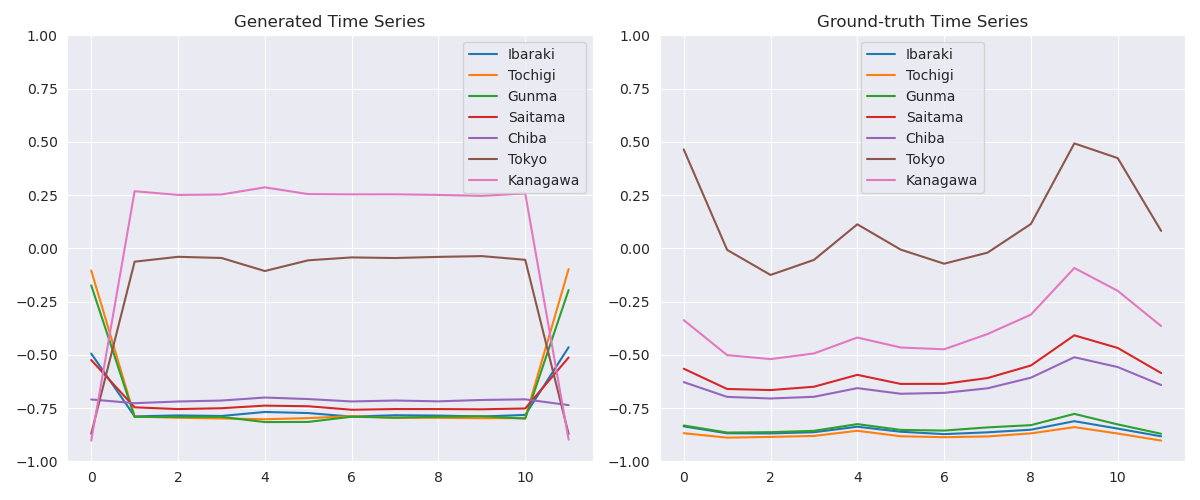 Generated Time Series
1.00
0.75
0.50
0.25
0.00
−0.25
−0.50
−0.75
−1.00
0
2
4
6
8
10
Ibaraki
Tochigi
Gunma
Saitama
Chiba
Tokyo
Kanagawa
Ground-truth Time Series
1.00
0.75
0.50
0.25
0.00
−0.25
−0.50
−0.75
−1.00
0
2
4
6
8
10
Ibaraki
Tochigi
Gunma
Saitama
Chiba
Tokyo
Kanagawa